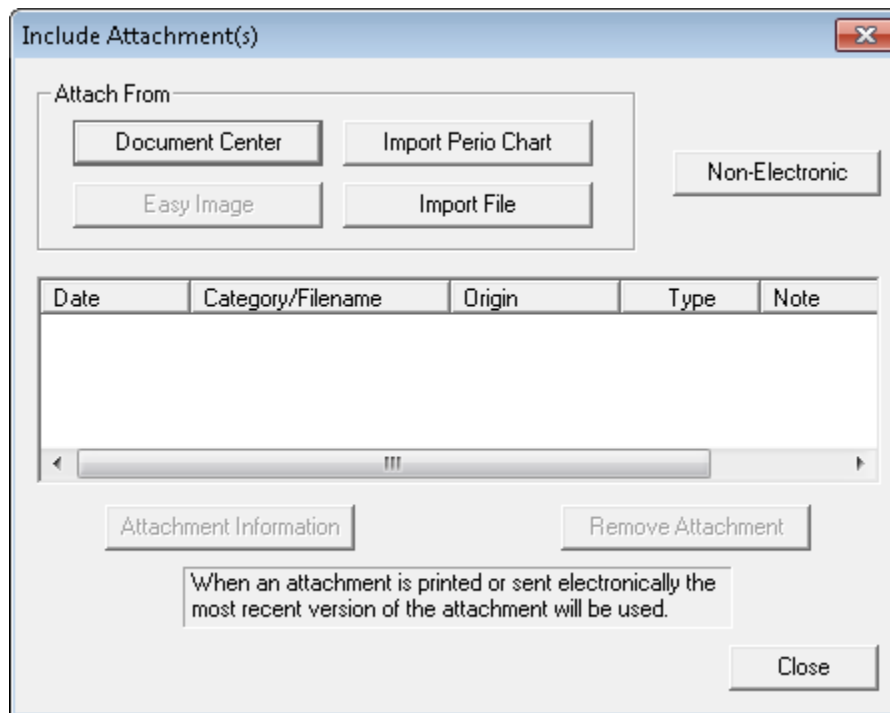 Include Attachment(s)
Attach From
Document Center
Import Perio Chart
Non-Electronic
Easy Image
Import File
Date Category/Filename Origin Type Note
Attachment Information
Remove Attachment
When an attachment is printed or sent electronically the
most recent version of the attachment will be used.
Close